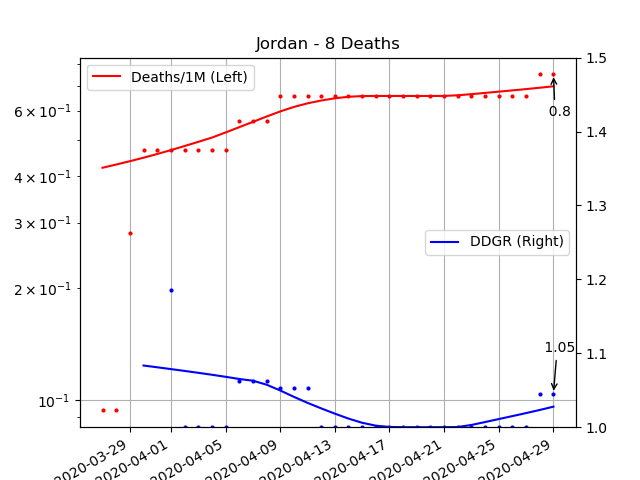 Jordan - 8 Deaths
Deaths/1M (Left)
DDGR (Right)
0.8
1.05
6 × 10⁻¹
4 × 10⁻¹
3 × 10⁻¹
2 × 10⁻¹
10⁻¹
1.5
1.4
1.3
1.2
1.1
1.0
2020-03-29
2020-04-01
2020-04-05
2020-04-09
2020-04-13
2020-04-17
2020-04-21
2020-04-25
2020-04-29